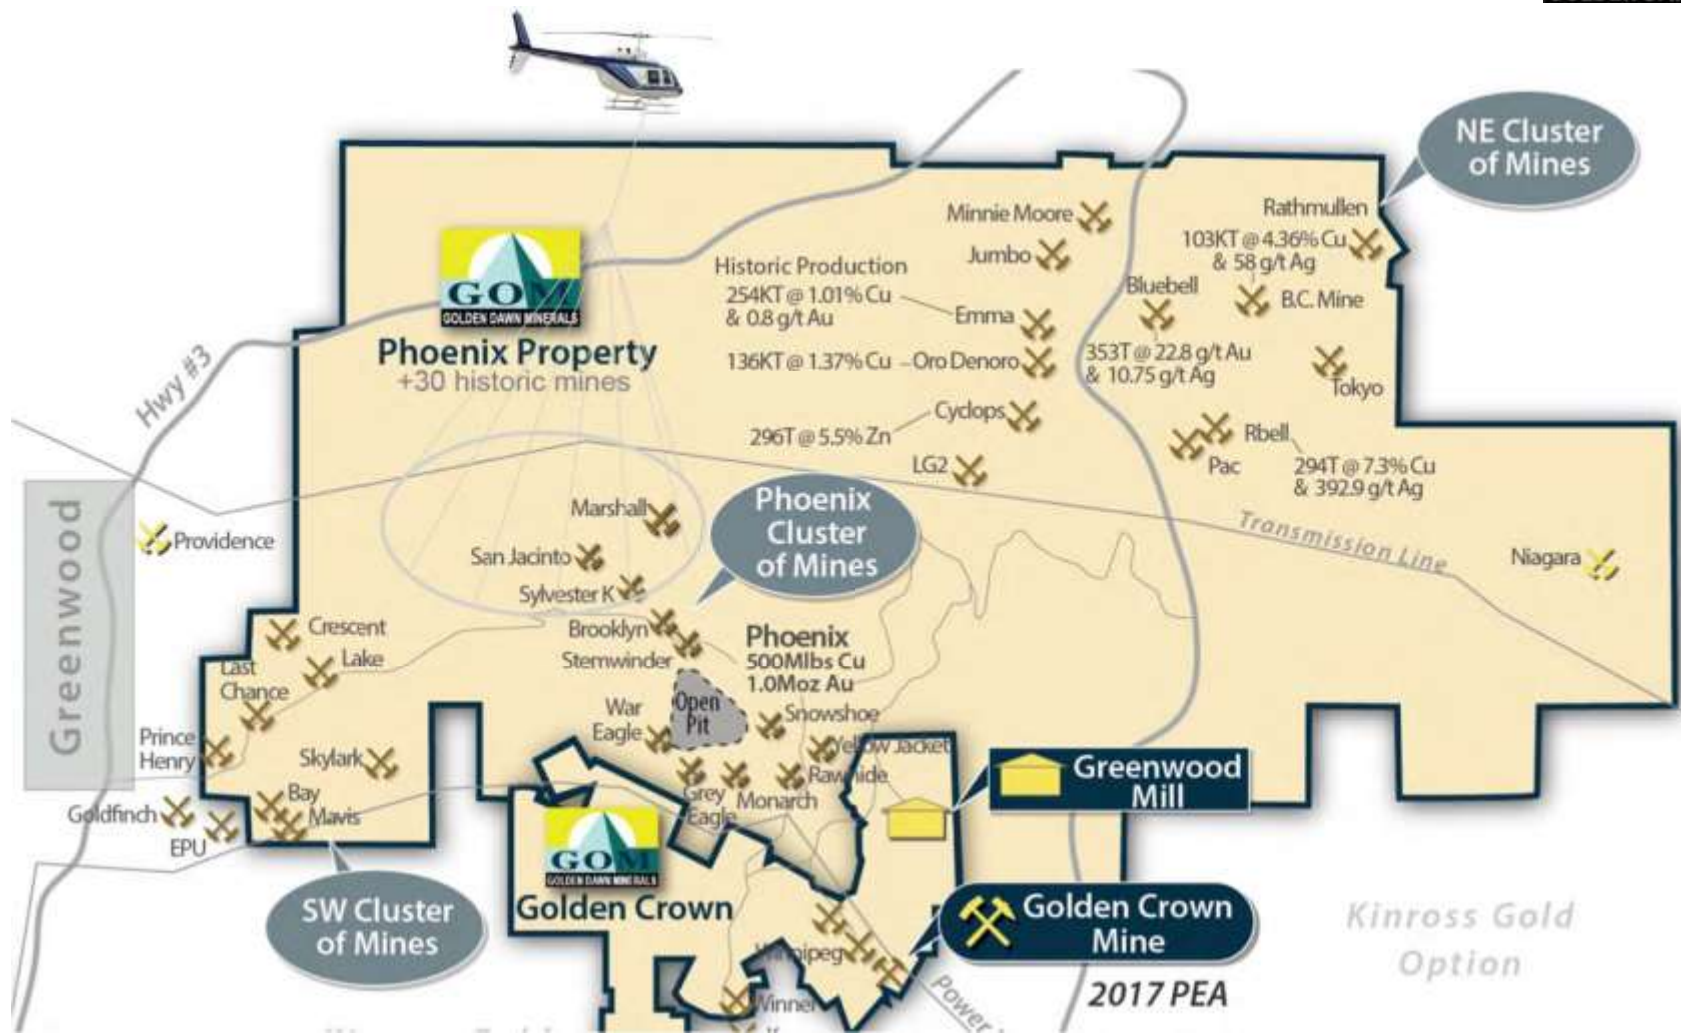 NE Cluster
of Mines
Rathmullen
Minnie Moore
Jumbo
103KT @ 4.36% Cu
& 58 g/t Ag
Historic Production
254KT @ 1.01% Cu
& 0.8 g/t Au
Bluebell
B.C. Mine
Emma
GOM
GOLDEN DAWN MINERALS
Phoenix Property
+30 historic mines
136KT @ 1.37% Cu
Oro Denoro
353T @ 22.8 g/t Au
& 10.75 g/t Ag
Tokyo
Hwy #3
Cyclops
296T @ 5.5% Zn
Rbell
Pac
LG2
294T @ 7.3% Cu
& 392.9 g/t Ag
Greenwood
Providence
Marshall
Phoenix
Cluster
of Mines
San Jacinto
Sylvester K
Transmission Line
Niagara
Crescent
Brooklyn
Stemwinder
Phoenix
500Mlbs Cu
1.0Moz Au
Lake
Last
Chance
Open
Pit
War
Eagle
Snowshoe
Prince
Henry
Skylark
Yellow Jacket
Rawhide
Greenwood
Mill
Grey
Eagle
Monarch
Bay
Mavis
Goldfinch
EPU
GOM
GOLDEN DAWN MINERALS
Golden Crown
SW Cluster
of Mines
Golden Crown
Mine
2017 PEA
Winnipeg
Power
Winner
Kinross Gold
Option